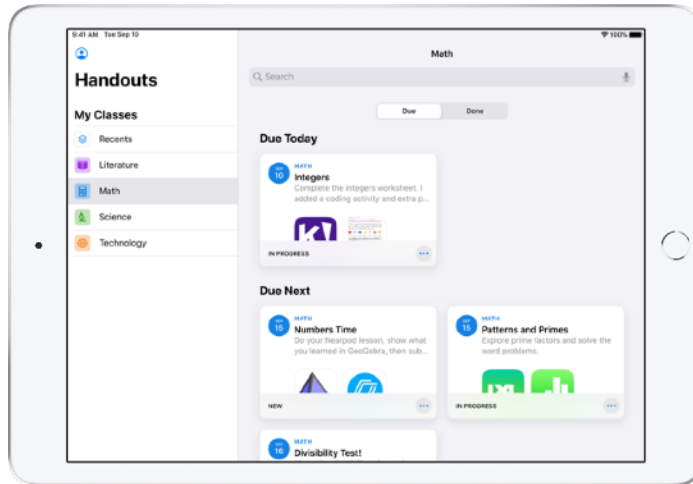 9:41 AM Tue Sep 10
100%
Handouts
My Classes
Recents
Literature
Math
Science
Technology
Math
Search
Due
Done
Due Today
SEP
10
MATH
Integers
Complete the integers worksheet. I
added a coding activity and extra p...
K!
IN PROGRESS
Due Next
SEP
15
MATH
Numbers Time
Do your Nearpod lesson, show what
you learned in GeoGebra, then sub...
NEW
SEP
15
MATH
Patterns and Primes
Explore prime factors and solve the
word problems.
IXL
IN PROGRESS
SEP
16
MATH
Divisibility Test!